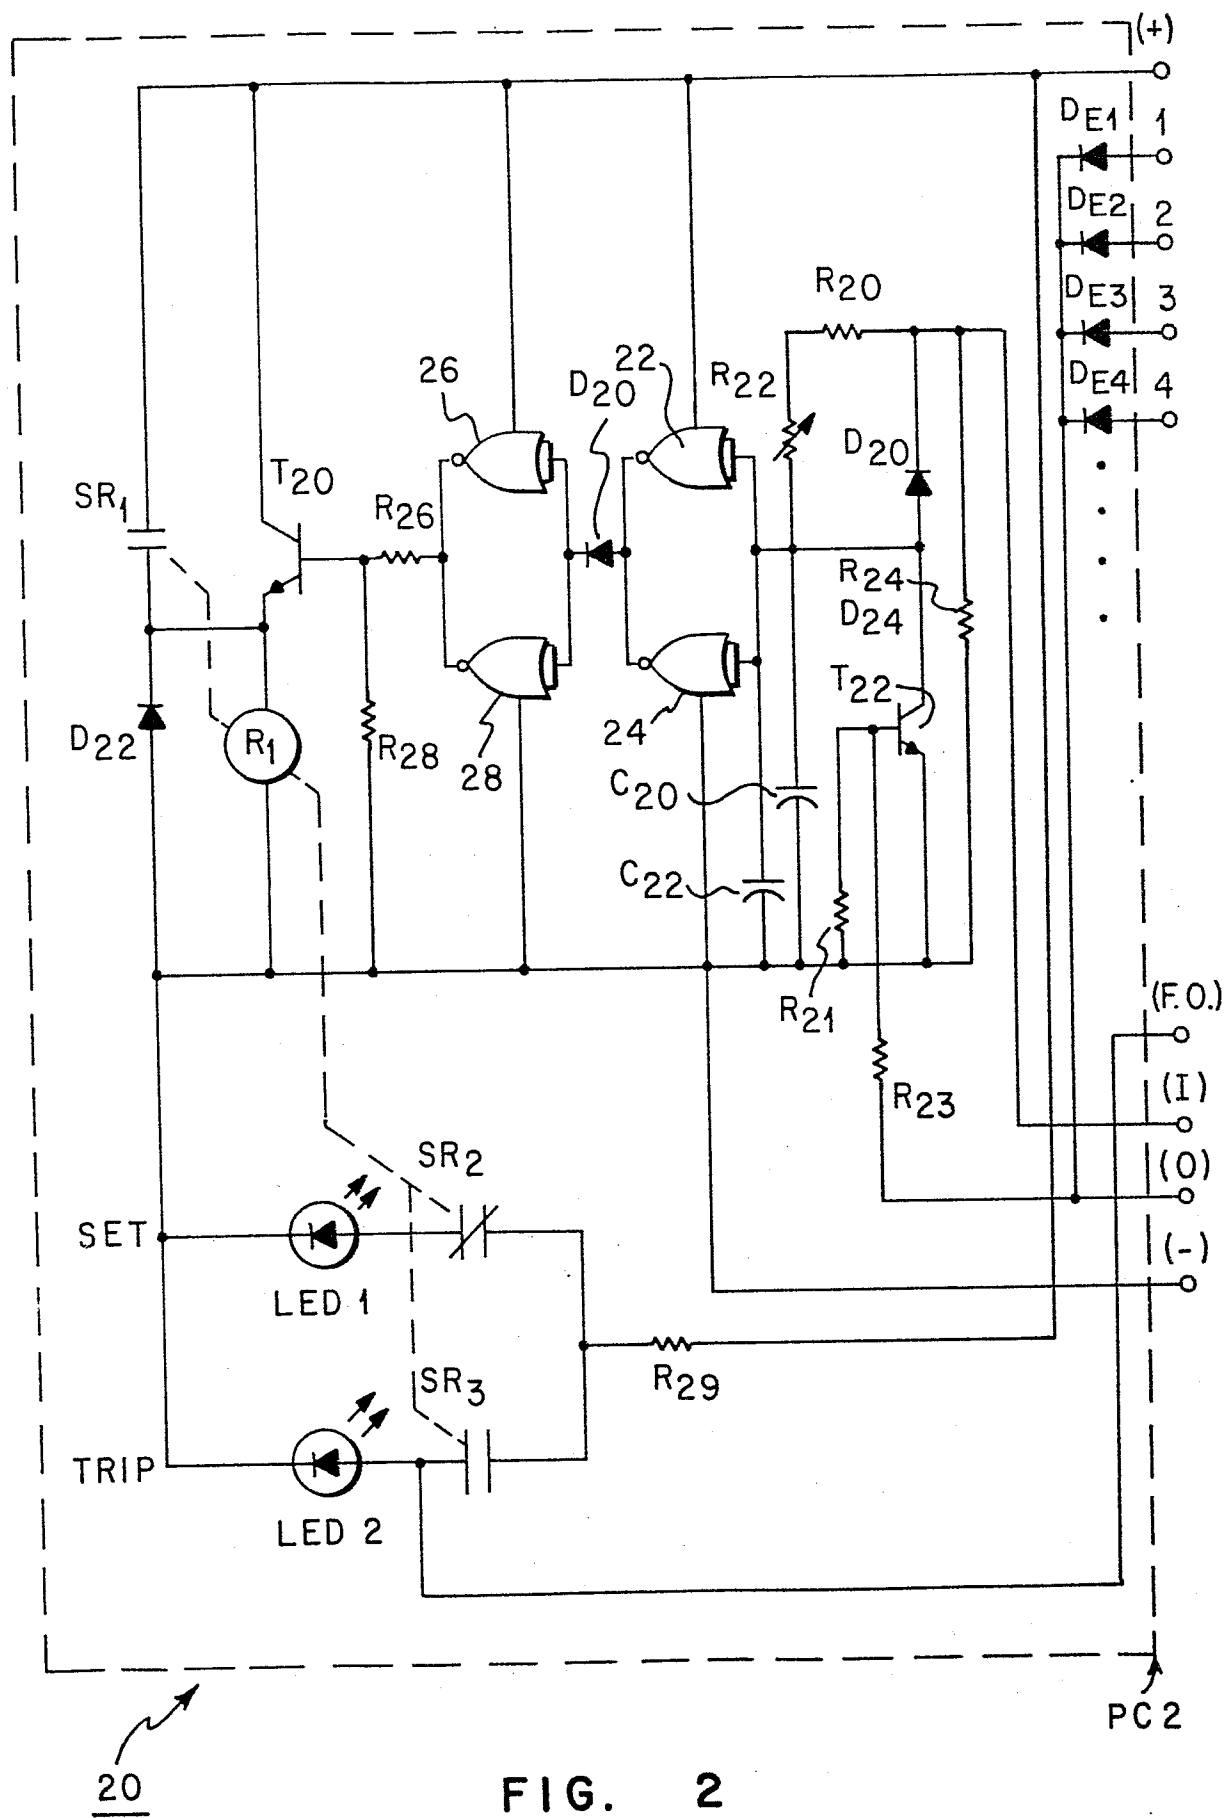 (+)
DE1 1
DE2 2
R20
DE3 3
26
D20
22
R22
DE4 4
D20
T20
SR1
R26
R24
D24
T22
D22
R1
R28
28
24
C20
C22
R21
(F.O.)
(I)
R23
SR2
(O)
SET
(-)
LED 1
SR3
R29
TRIP
LED 2
PC2
20
FIG. 2